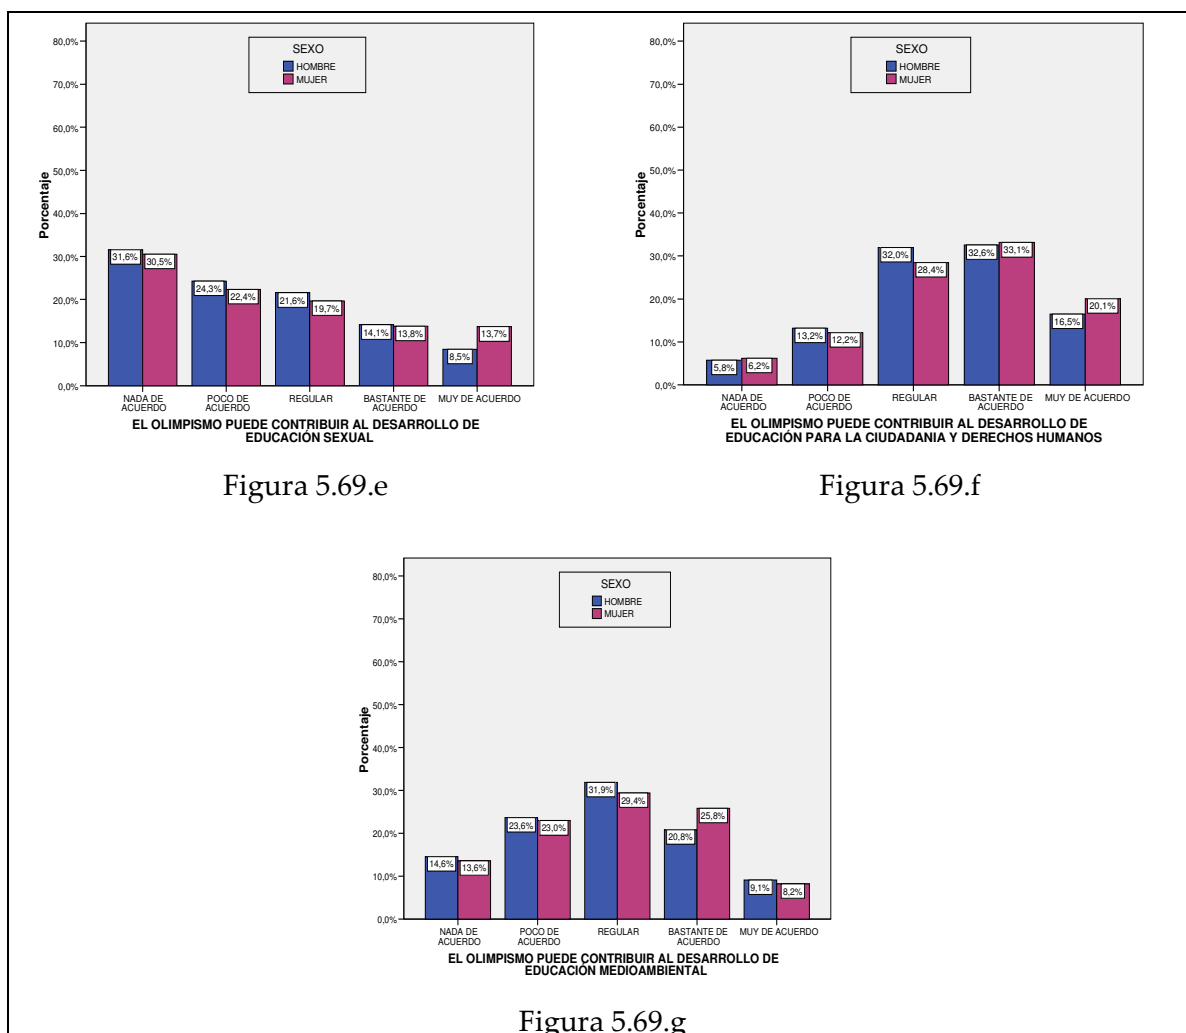 80,0%
70,0%
60,0%
50,0%
40,0%
30,0%
20,0%
10,0%
0,0%
Porcentaje
SEXO
HOMBRE
MUJER
31,6%
30,5%
24,3%
22,4%
21,6%
19,7%
14,1%
13,8%
8,5%
13,7%
NADA DE
ACUERDO
POCO DE
ACUERDO
REGULAR
BASTANTE DE
ACUERDO
MUY DE ACUERDO
EL OLIMPISMO PUEDE CONTRIBUIR AL DESARROLLO DE
EDUCACIÓN SEXUAL
Figura 5.69.e
80,0%
70,0%
60,0%
50,0%
40,0%
30,0%
20,0%
10,0%
0,0%
Porcentaje
SEXO
HOMBRE
MUJER
5,8%
6,2%
13,2%
12,2%
32,0%
28,4%
32,6%
33,1%
16,5%
20,1%
NADA DE
ACUERDO
POCO DE
ACUERDO
REGULAR
BASTANTE DE
ACUERDO
MUY DE ACUERDO
EL OLIMPISMO PUEDE CONTRIBUIR AL DESARROLLO DE
EDUCACIÓN PARA LA CIUDADANIA Y DERECHOS HUMANOS
Figura 5.69.f
80,0%
70,0%
60,0%
50,0%
40,0%
30,0%
20,0%
10,0%
0,0%
Porcentaje
SEXO
HOMBRE
MUJER
14,6%
13,6%
23,6%
23,0%
31,9%
29,4%
20,8%
25,8%
9,1%
8,2%
NADA DE
ACUERDO
POCO DE
ACUERDO
REGULAR
BASTANTE DE
ACUERDO
MUY DE ACUERDO
EL OLIMPISMO PUEDE CONTRIBUIR AL DESARROLLO DE
EDUCACIÓN MEDIOAMBIENTAL
Figura 5.69.g